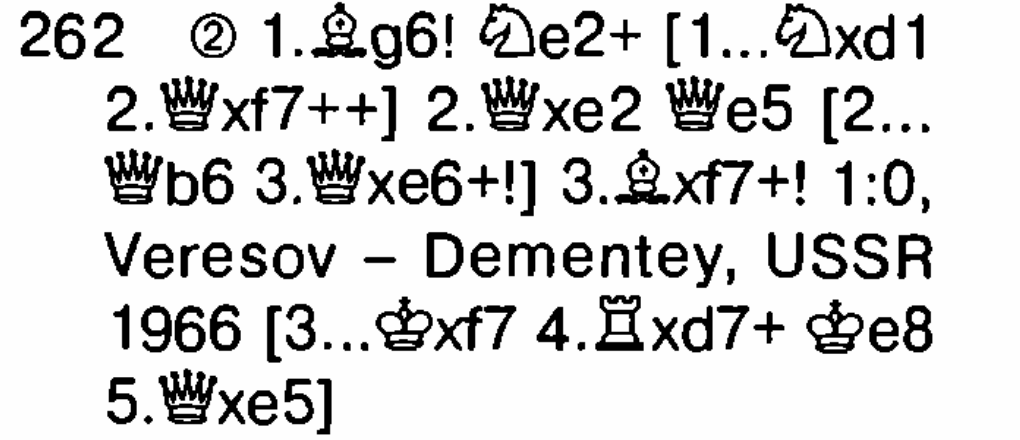 262 ② 1.♗g6! ♘e2+ [1...♘xd1
2.♕xf7++] 2.♕xe2 ♕e5 [2...
♕b6 3.♕xe6+!] 3.♗xf7+! 1:0,
Veresov – Dementey, USSR
1966 [3...♔xf7 4.♖xd7+ ♔e8
5.♕xe5]